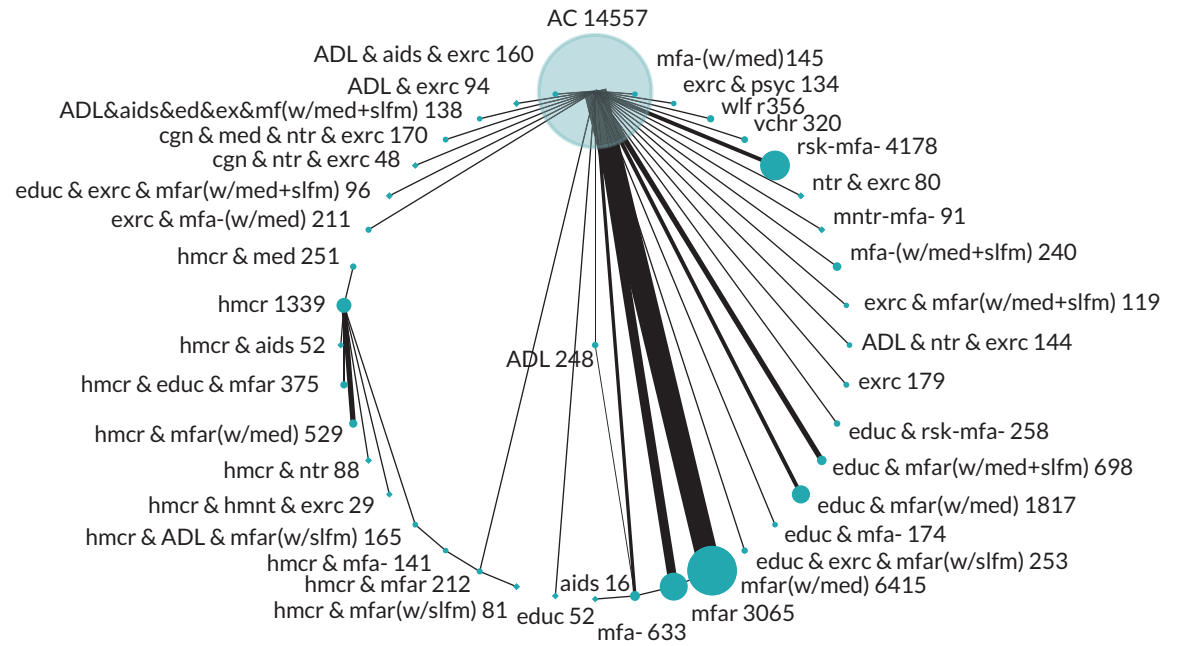 AC 14557
ADL & aids & exrc 160
mfa-(w/med)145
ADL & exrc 94
exrc & psyc 134
ADL&aids&ed&ex&mf(w/med+slfm) 138
wlf r356
vchr 320
cgn & med & ntr & exrc 170
rsk-mfa- 4178
cgn & ntr & exrc 48
ntr & exrc 80
educ & exrc & mfar(w/med+slfm) 96
mntr-mfa- 91
exrc & mfa-(w/med) 211
mfa-(w/med+slfm) 240
hmcr & med 251
hmcr 1339
exrc & mfar(w/med+slfm) 119
hmcr & aids 52
ADL & ntr & exrc 144
ADL 248
hmcr & educ & mfar 375
exrc 179
hmcr & mfar(w/med) 529
educ & rsk-mfa- 258
hmcr & ntr 88
educ & mfar(w/med+slfm) 698
hmcr & hmnt & exrc 29
educ & mfar(w/med) 1817
hmcr & ADL & mfar(w/slfm) 165
educ & mfa- 174
hmcr & mfa- 141
educ & exrc & mfar(w/slfm) 253
hmcr & mfar 212
aids 16
mfar(w/med) 6415
hmcr & mfar(w/slfm) 81
educ 52
mfar 3065
mfa- 633